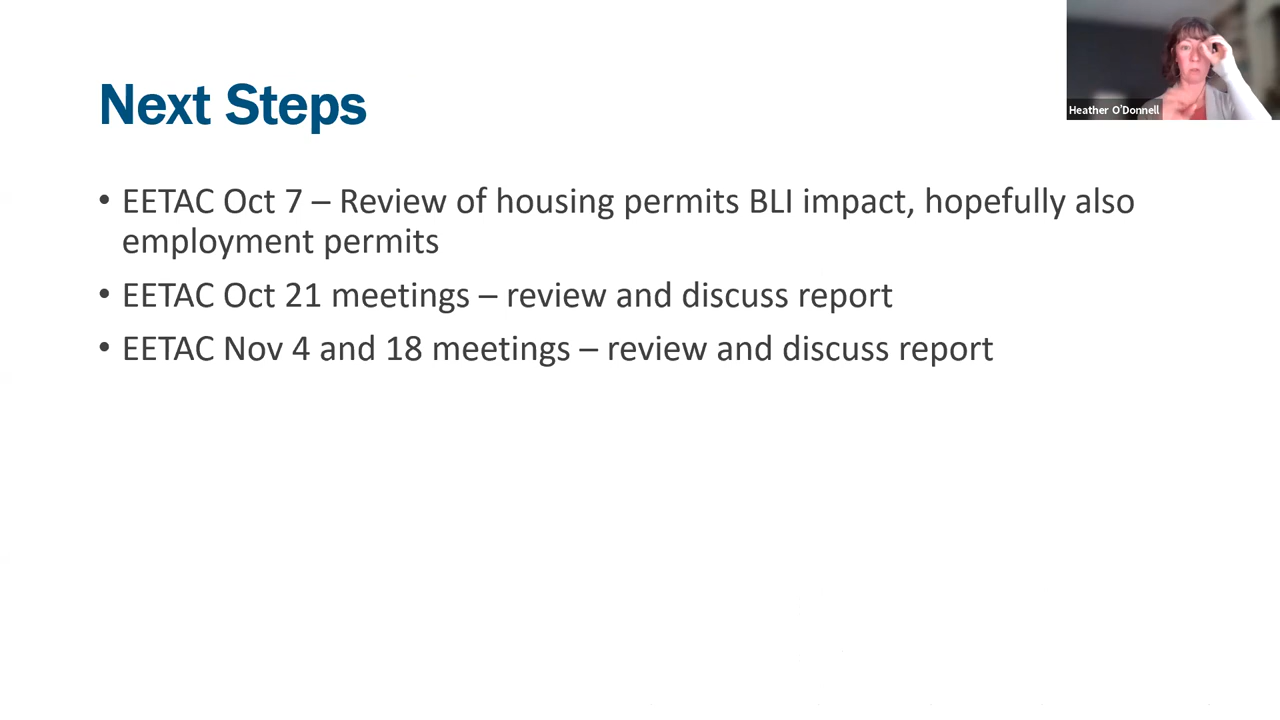 Heather O'Donnell
Next Steps
• EETAC Oct 7 – Review of housing permits BLI impact, hopefully also
employment permits
• EETAC Oct 21 meetings – review and discuss report
• EETAC Nov 4 and 18 meetings – review and discuss report